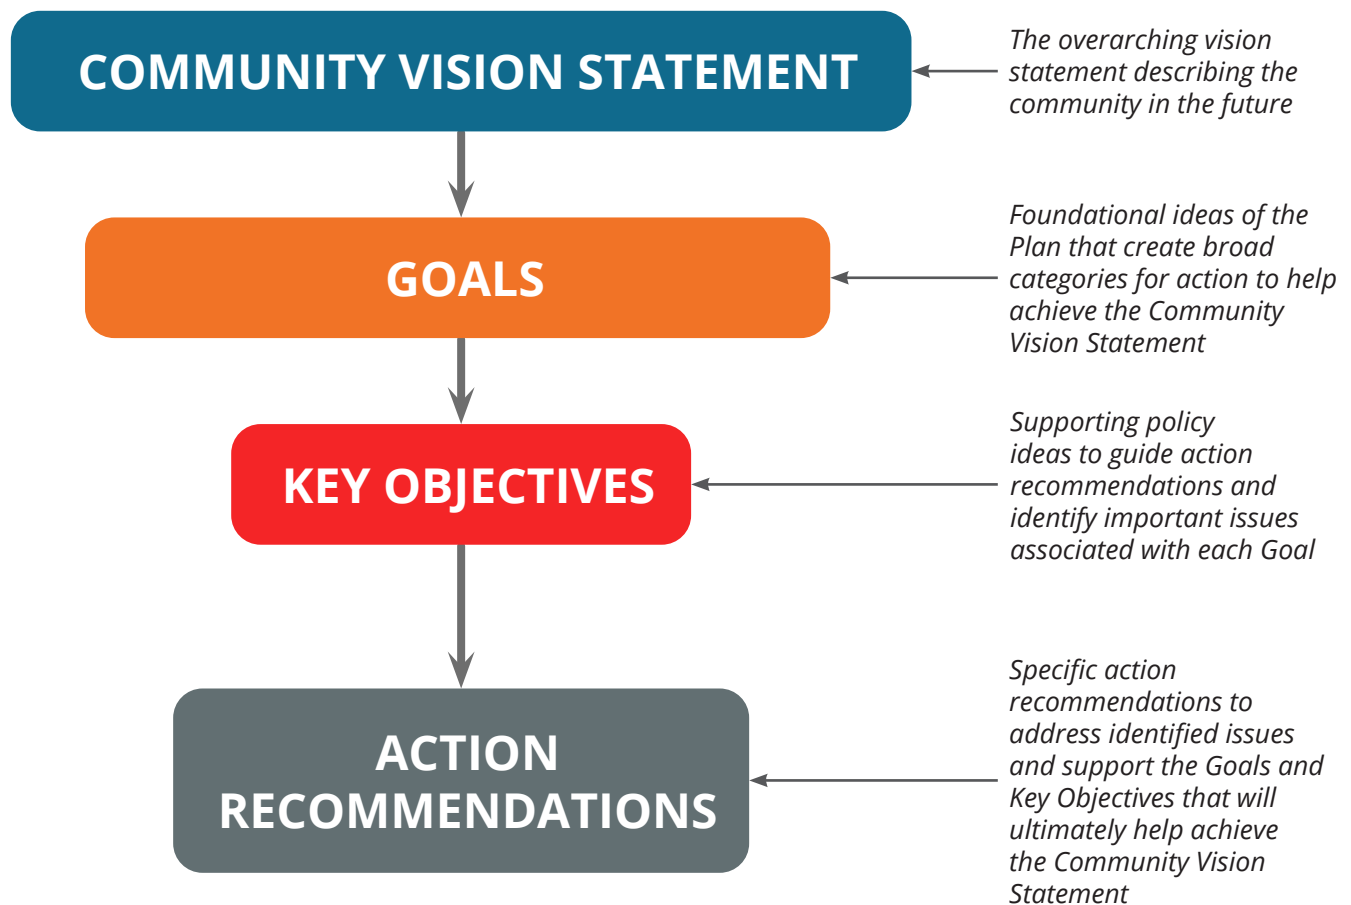 COMMUNITY VISION STATEMENT
The overarching vision
statement describing the
community in the future
GOALS
Foundational ideas of the
Plan that create broad
categories for action to help
achieve the Community
Vision Statement
KEY OBJECTIVES
Supporting policy
ideas to guide action
recommendations and
identify important issues
associated with each Goal
ACTION
RECOMMENDATIONS
Specific action
recommendations to
address identified issues
and support the Goals and
Key Objectives that will
ultimately help achieve
the Community Vision
Statement